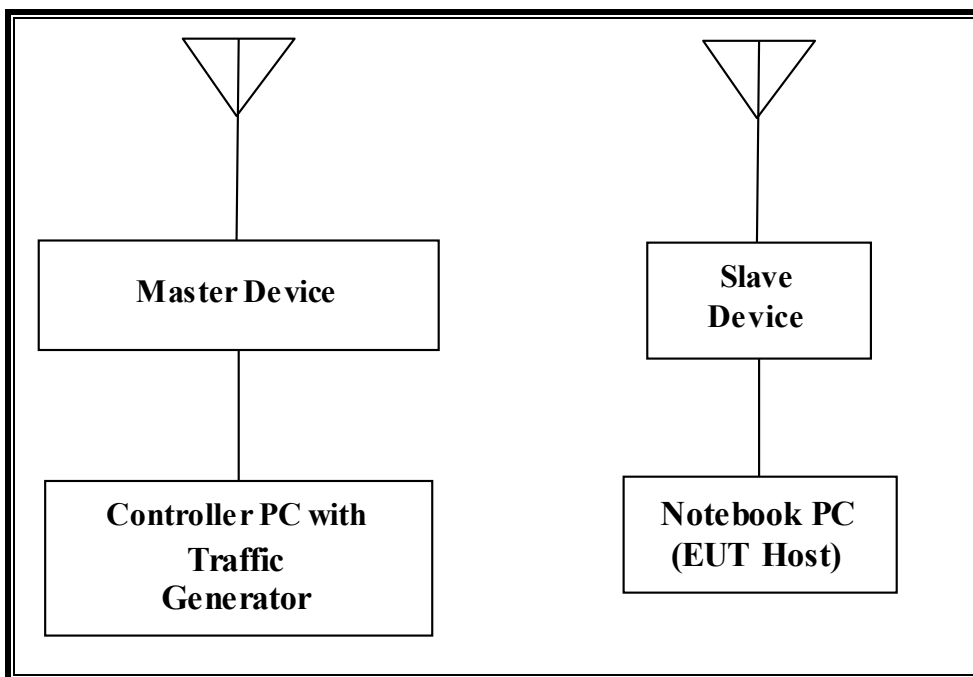 Master Device
Slave
Device
Controller PC with
Traffic
Generator
Notebook PC
(EUT Host)